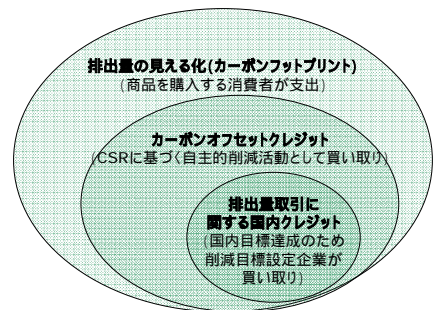 排出量の見える化(カーボンフットプリント)
(商品を購入する消費者が支出)
カーボンオフセットクレジット
(CSRに基づく自主的削減活動として買い取り)
排出量取引に
関する国内クレジット
(国内目標達成のため
削減目標設定企業が
買い取り)